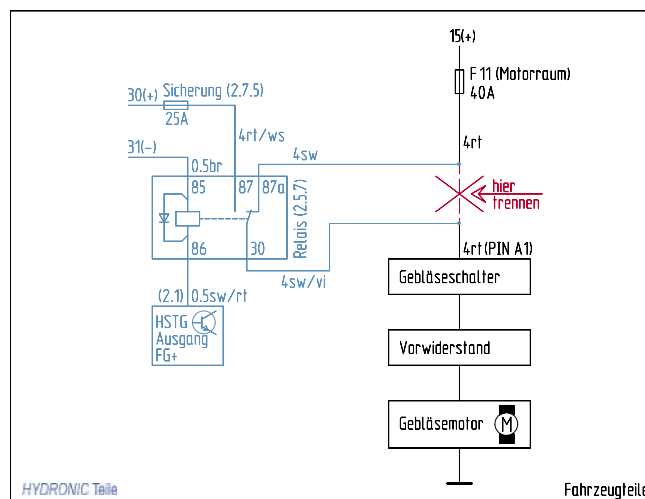 15(+)
F 11 (Motorraum)
40A
Sicherung (2.7.5)
30(+)
25A
4rt/ws
4rt
31(-)
4sw
0.5br
85
87
87a
Relais (2.5.7)
hier
trennen
86
30
4rt(PIN A1)
4sw/vi
Gebläseschalter
(2.1)
0.5sw/rt
HSTG
Ausgang
FG+
Vorwiderstand
Gebläsemotor
M
HYDRONIC Teile
Fahrzeugteile